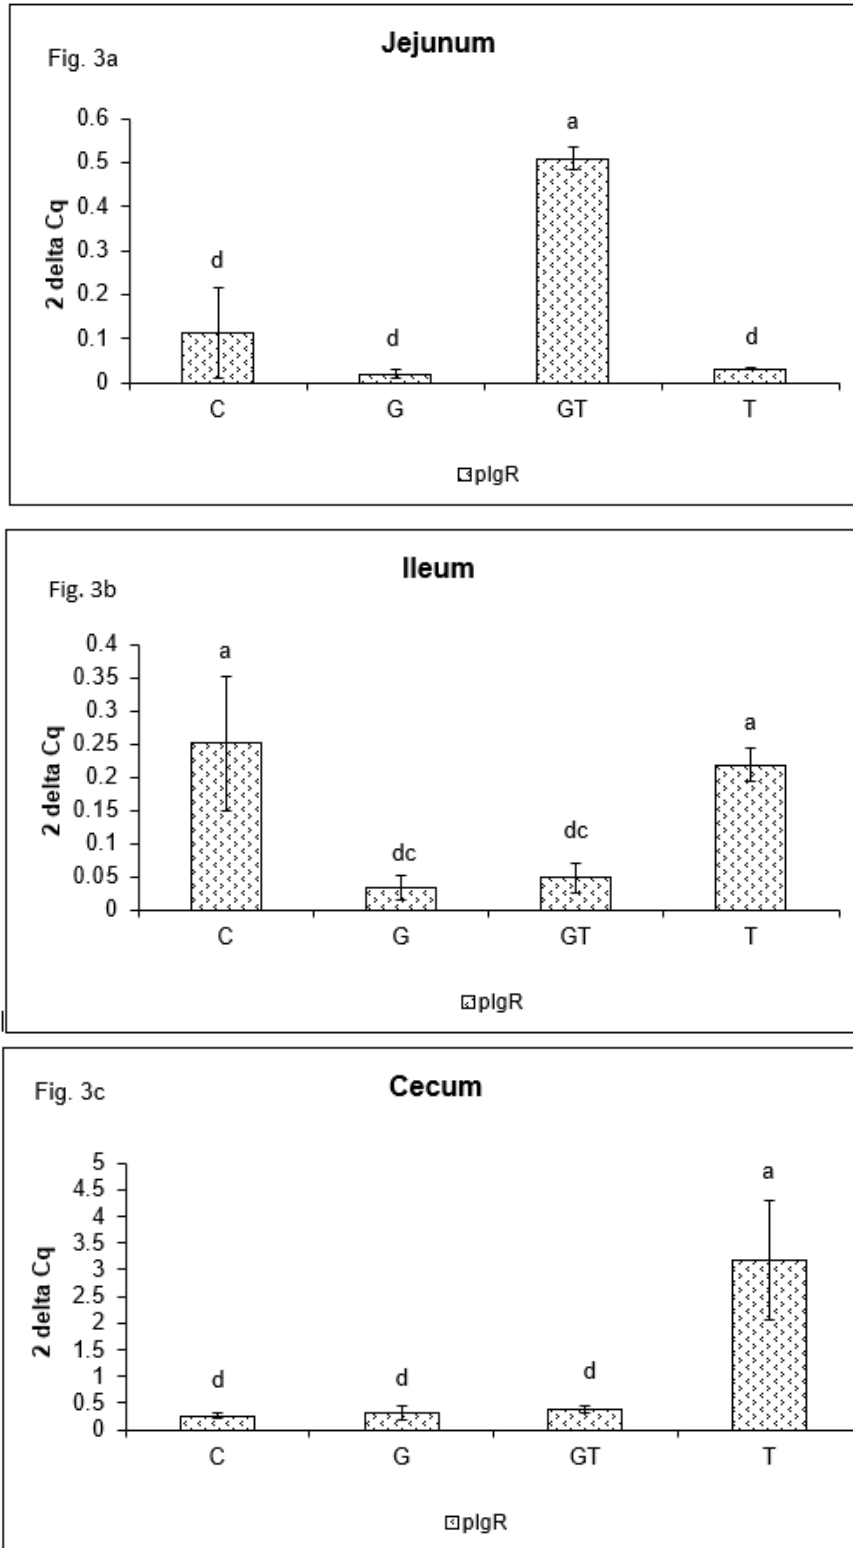 Fig. 3a
Jejunum
2 delta Cq
0.6
0.5
0.4
0.3
0.2
0.1
0
d
d
a
d
C G GT T
pIgR
Fig. 3b
Ileum
2 delta Cq
0.4
0.35
0.3
0.25
0.2
0.15
0.1
0.05
0
a
dc
dc
a
C G GT T
pIgR
Fig. 3c
Cecum
2 delta Cq
5
4.5
4
3.5
3
2.5
2
1.5
1
0.5
0
d
d
d
a
C G GT T
pIgR